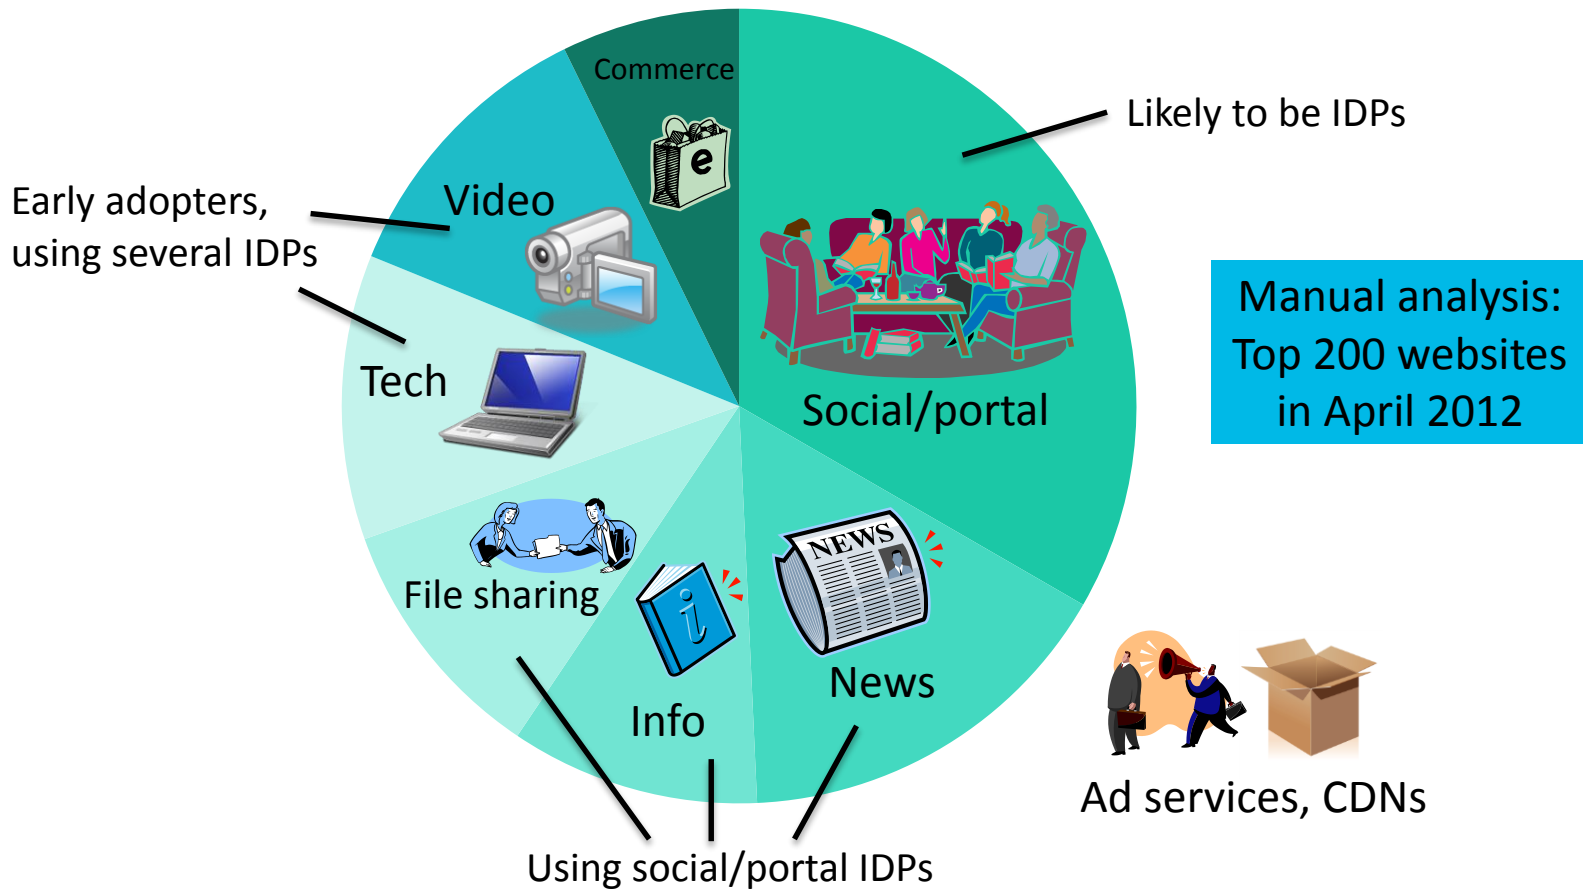 Commerce
e
Likely to be IDPs
Early adopters,
using several IDPs
Video
Manual analysis:
Top 200 websites
in April 2012
Tech
Social/portal
NEWS
File sharing
i
News
Info
Ad services, CDNs
Using social/portal IDPs